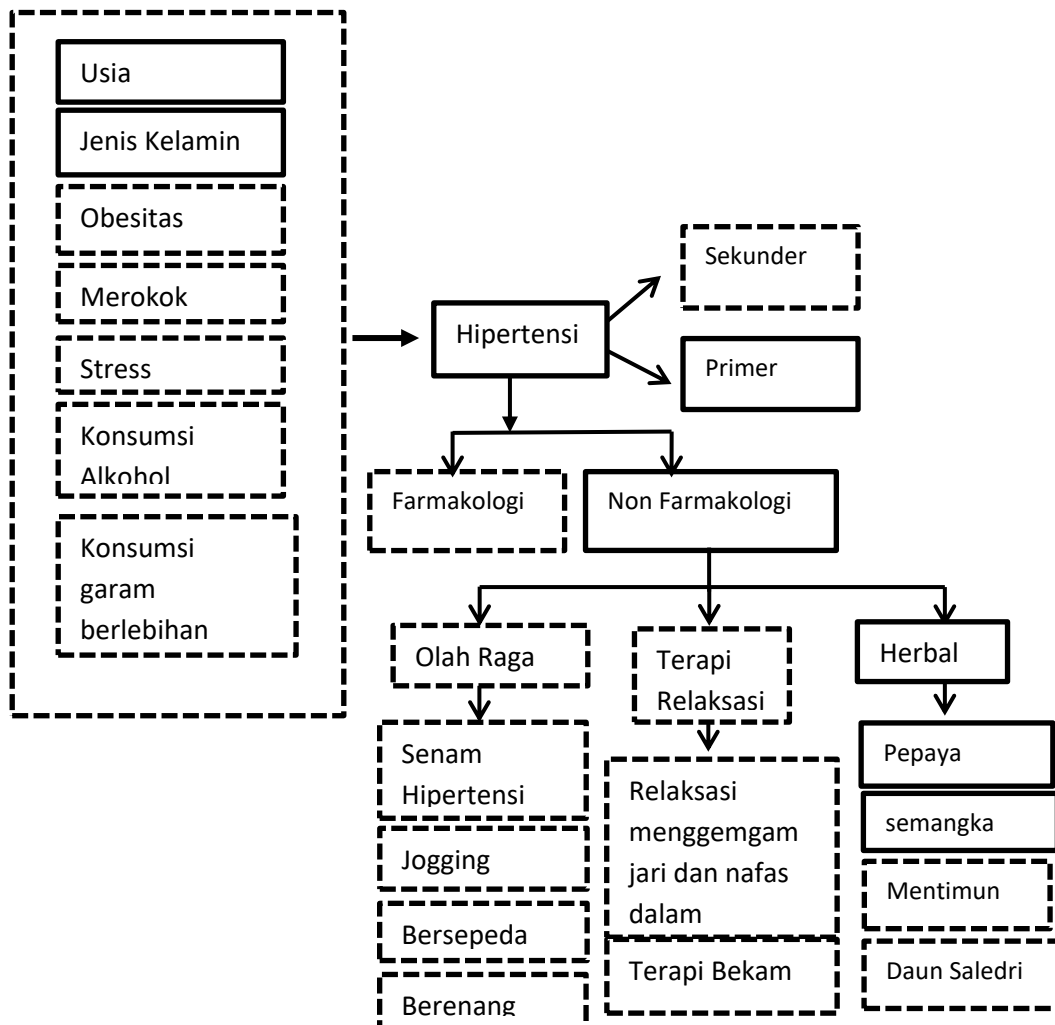 Usia
Jenis Kelamin
Obesitas
Merokok
Stress
Konsumsi
Alkohol
Konsumsi
garam
berlebihan
Hipertensi
Sekunder
Primer
Farmakologi
Non Farmakologi
Olah Raga
Senam
Hipertensi
Jogging
Bersepeda
Berenang
Terapi
Relaksasi
Relaksasi
menggemgam
jari dan nafas
dalam
Terapi Bekam
Herbal
Pepaya
semangka
Mentimun
Daun Saledri